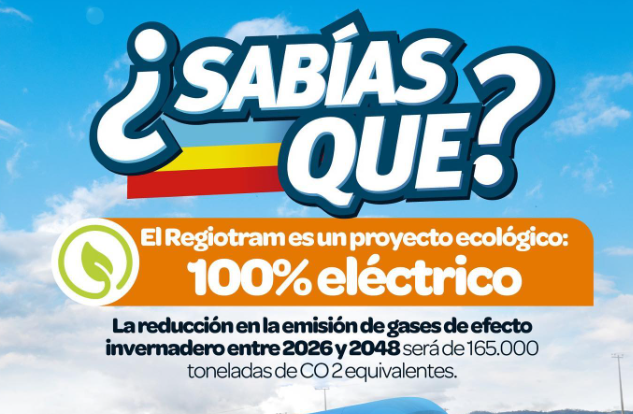 ¿SABÍAS
QUE?
El Regiotram es un proyecto ecológico:
100% eléctrico
La reducción en la emisión de gases de efecto
invernadero entre 2026 y 2048 será de 165.000
toneladas de CO 2 equivalentes.